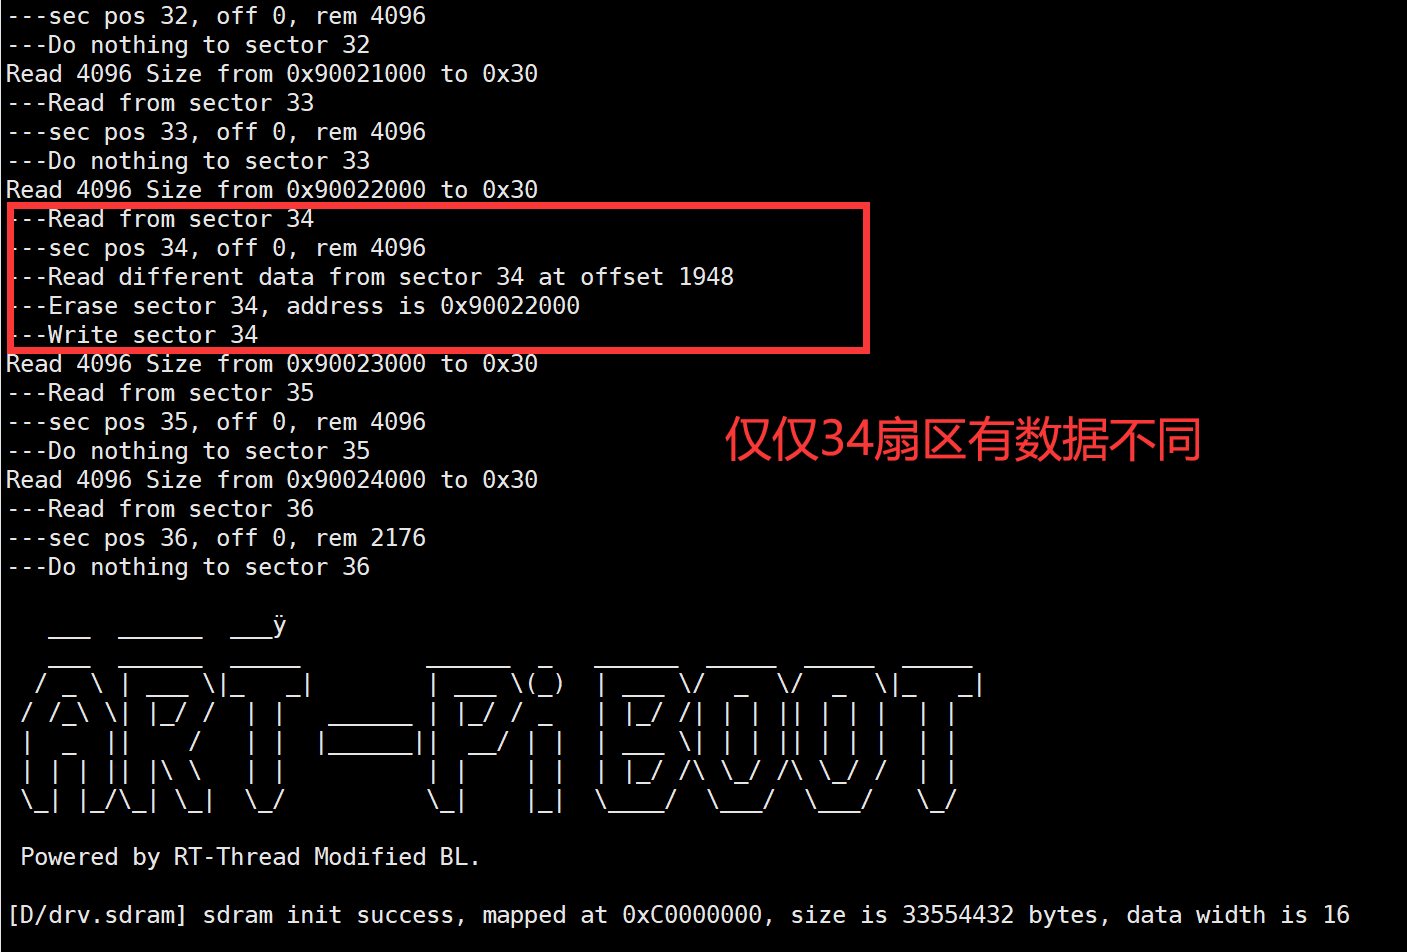 ---sec pos 32, off 0, rem 4096
---Do nothing to sector 32
Read 4096 Size from 0x90021000 to 0x30
---Read from sector 33
---sec pos 33, off 0, rem 4096
---Do nothing to sector 33
Read 4096 Size from 0x90022000 to 0x30
---Read from sector 34
---sec pos 34, off 0, rem 4096
---Read different data from sector 34 at offset 1948
---Erase sector 34, address is 0x90022000
---Write sector 34
Read 4096 Size from 0x90023000 to 0x30
---Read from sector 35
---sec pos 35, off 0, rem 4096
仅仅34扇区有数据不同
---Do nothing to sector 35
Read 4096 Size from 0x90024000 to 0x30
---Read from sector 36
---sec pos 36, off 0, rem 2176
---Do nothing to sector 36
ÿ
ART-Pi BOOT
Powered by RT-Thread Modified BL.
[D/drv.sdram] sdram init success, mapped at 0xC0000000, size is 33554432 bytes, data width is 16